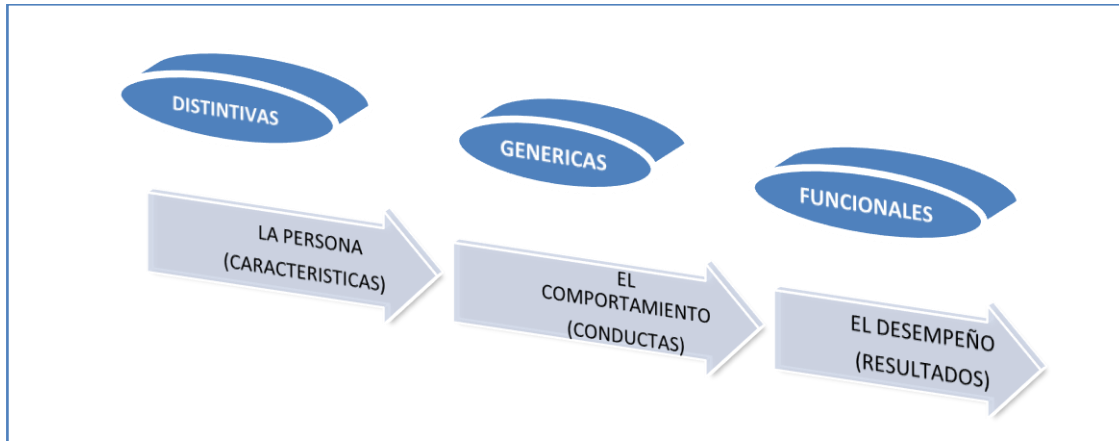 DISTINTIVAS
GENERICAS
FUNCIONALES
LA PERSONA
(CARACTERISTICAS)
EL
COMPORTAMIENTO
(CONDUCTAS)
EL DESEMPEÑO
(RESULTADOS)